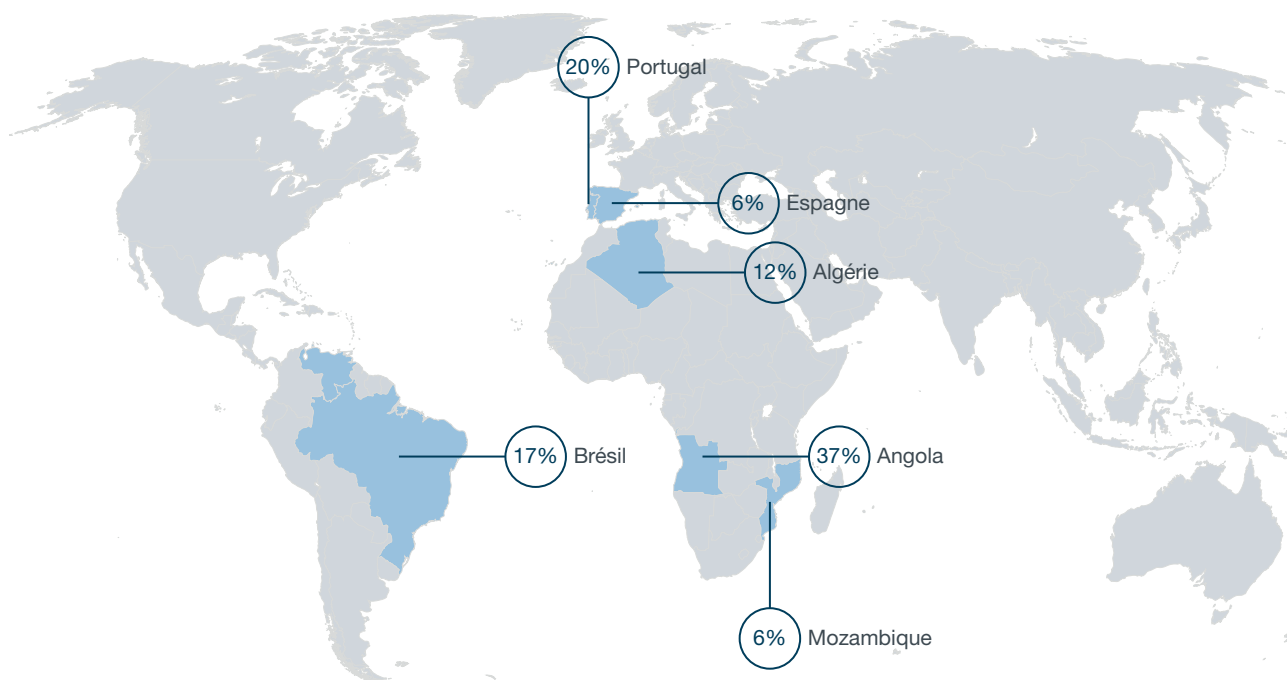 20% Portugal
6% Espagne
12% Algérie
17% Brésil
37% Angola
6% Mozambique